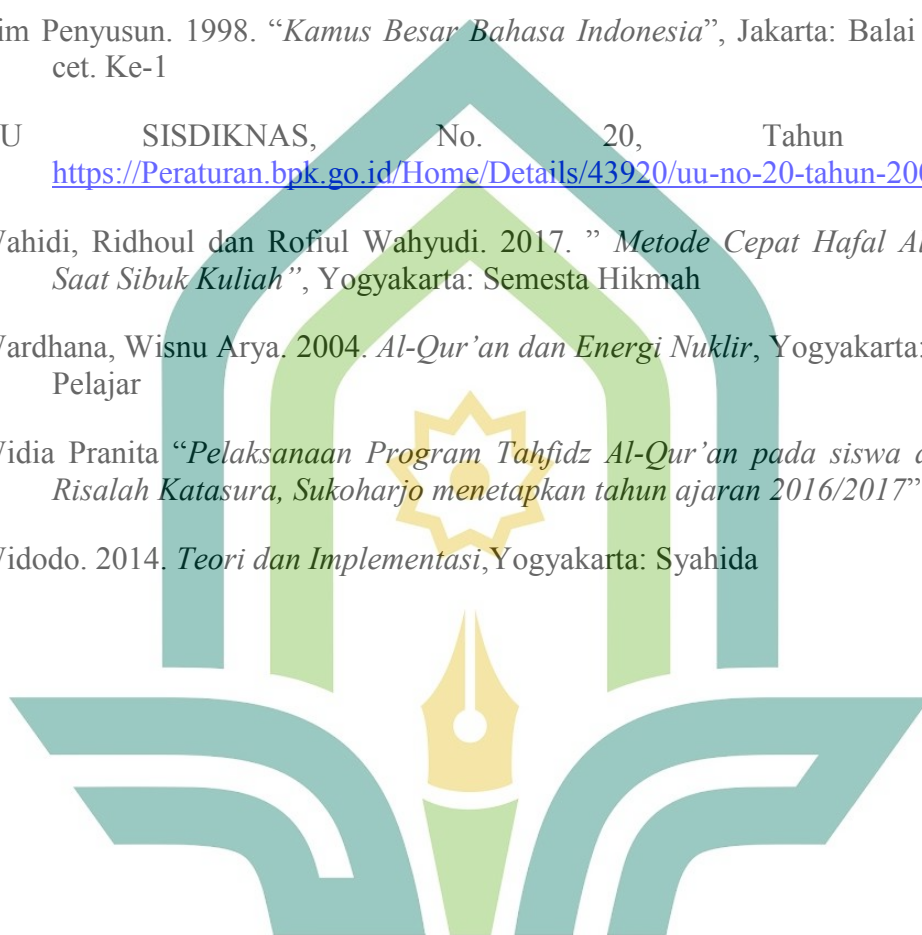 im Penyusun. 1998. “Kamus Besar Bahasa Indonesia”, Jakarta: Balai
cet. Ke-1
U SISDIKNAS, No. 20, Tahun
https://Peraturan.bpk.go.id/Home/Details/43920/uu-no-20-tahun-200
Vahidi, Ridhoul dan Rofiul Wahyudi. 2017. ” Metode Cepat Hafal Al
Saat Sibuk Kuliah”, Yogyakarta: Semesta Hikmah
Vardhana, Wisnu Arya. 2004. Al-Qur’an dan Energi Nuklir, Yogyakarta:
Pelajar
Vidia Pranita “Pelaksanaan Program Tahfidz Al-Qur’an pada siswa
Risalah Katasura, Sukoharjo menetapkan tahun ajaran 2016/2017”
Vidodo. 2014. Teori dan Implementasi,Yogyakarta: Syahida